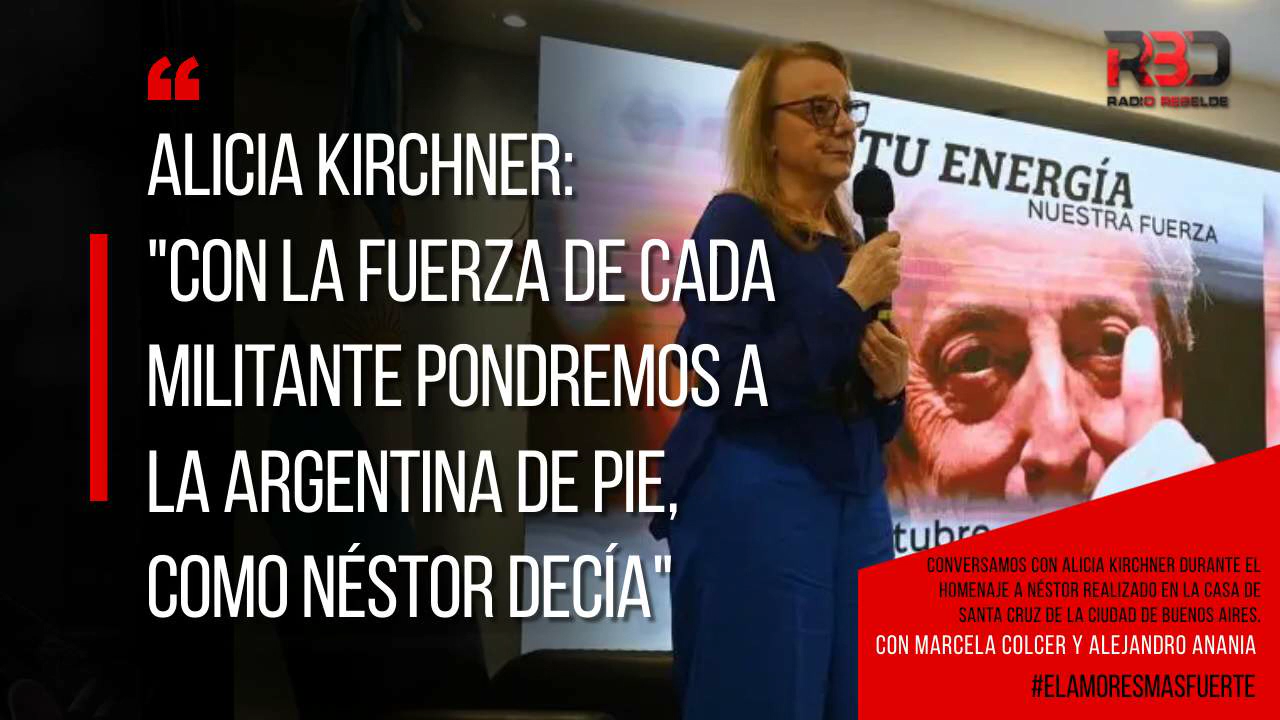 RBD
RADIO REBELDE
TU ENERGÍA
NUESTRA FUERZA
“
ALICIA KIRCHNER:
"CON LA FUERZA DE CADA
MILITANTE PONDREMOS A
LA ARGENTINA DE PIE,
COMO NÉSTOR DECÍA"
tubre
CONVERSAMOS CON ALICIA KIRCHNER DURANTE EL
HOMENAJE A NÉSTOR REALIZADO EN LA CASA DE
SANTA CRUZ DE LA CIUDAD DE BUENOS AIRES.
CON MARCELA COLCER Y ALEJANDRO ANANIA
#ELAMORESMASFUERTE